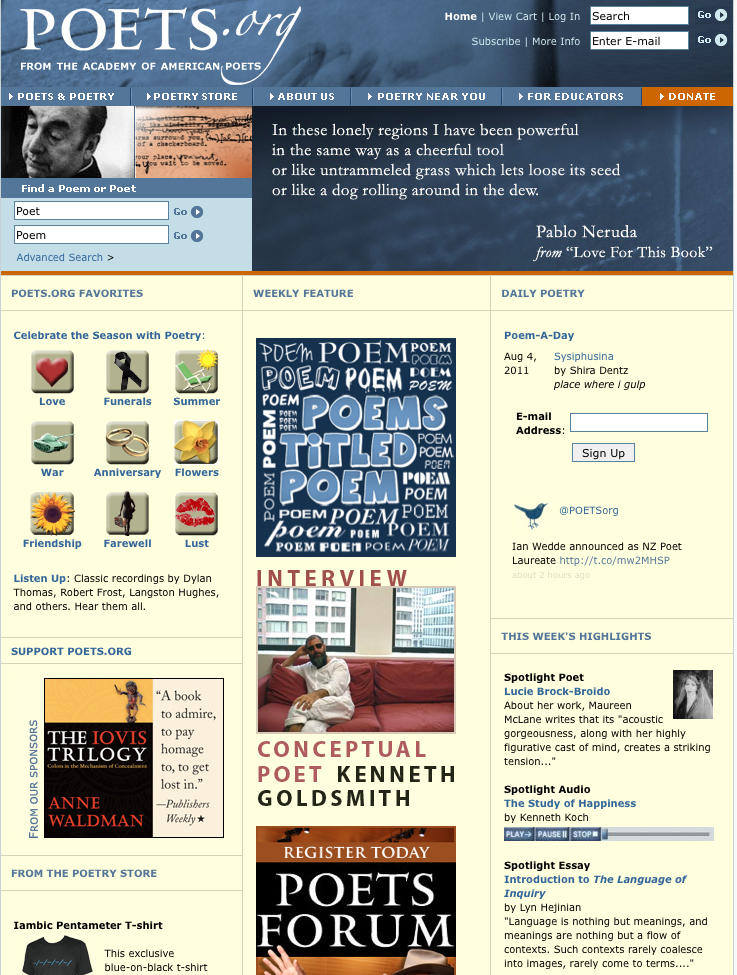 POETS.org
FROM THE ACADEMY OF AMERICAN POETS
Home | View Cart | Log In
Search
Go
Subscribe | More Info
Enter E-mail
Go
POETS & POETRY
POETRY STORE
ABOUT US
POETRY NEAR YOU
FOR EDUCATORS
DONATE
In these lonely regions I have been powerful
in the same way as a cheerful tool
or like untrammeled grass which lets loose its seed
or like a dog rolling around in the dew.
Pablo Neruda
from “Love For This Book”
Find a Poem or Poet
Poet
Go
Poem
Go
Advanced Search >
POETS.ORG FAVORITES
Celebrate the Season with Poetry:
Love
Funerals
Summer
War
Anniversary
Flowers
Friendship
Farewell
Lust
Listen Up: Classic recordings by Dylan
Thomas, Robert Frost, Langston Hughes,
and others. Hear them all.
SUPPORT POETS.ORG
FROM OUR SPONSORS
THE IOVIS
TRILOGY
Colors in the Mechanism of Concealment
ANNE
WALDMAN
“A book
to admire,
to pay
homage
to, to get
lost in.”
—Publishers
Weekly★
FROM THE POETRY STORE
Iambic Pentameter T-shirt
This exclusive
blue-on-black t-shirt
WEEKLY FEATURE
POEMS
TITLED
POEM
INTERVIEW
CONCEPTUAL
POET KENNETH
GOLDSMITH
REGISTER TODAY
POETS
FORUM
DAILY POETRY
Poem-A-Day
Aug 4,
2011
Sysiphusina
by Shira Dentz
place where i gulp
E-mail
Address:
Sign Up
@POETSorg
Ian Wedde announced as NZ Poet
Laureate http://t.co/mw2MHSP
about 2 hours ago
THIS WEEK'S HIGHLIGHTS
Spotlight Poet
Lucie Brock-Broido
About her work, Maureen
McLane writes that its "acoustic
gorgeousness, along with her highly
figurative cast of mind, creates a striking
tension..."
Spotlight Audio
The Study of Happiness
by Kenneth Koch
PLAY
PAUSE
STOP
Spotlight Essay
Introduction to The Language of
Inquiry
by Lyn Hejinian
"Language is nothing but meanings, and
meanings are nothing but a flow of
contexts. Such contexts rarely coalesce
into images, rarely come to terms...."